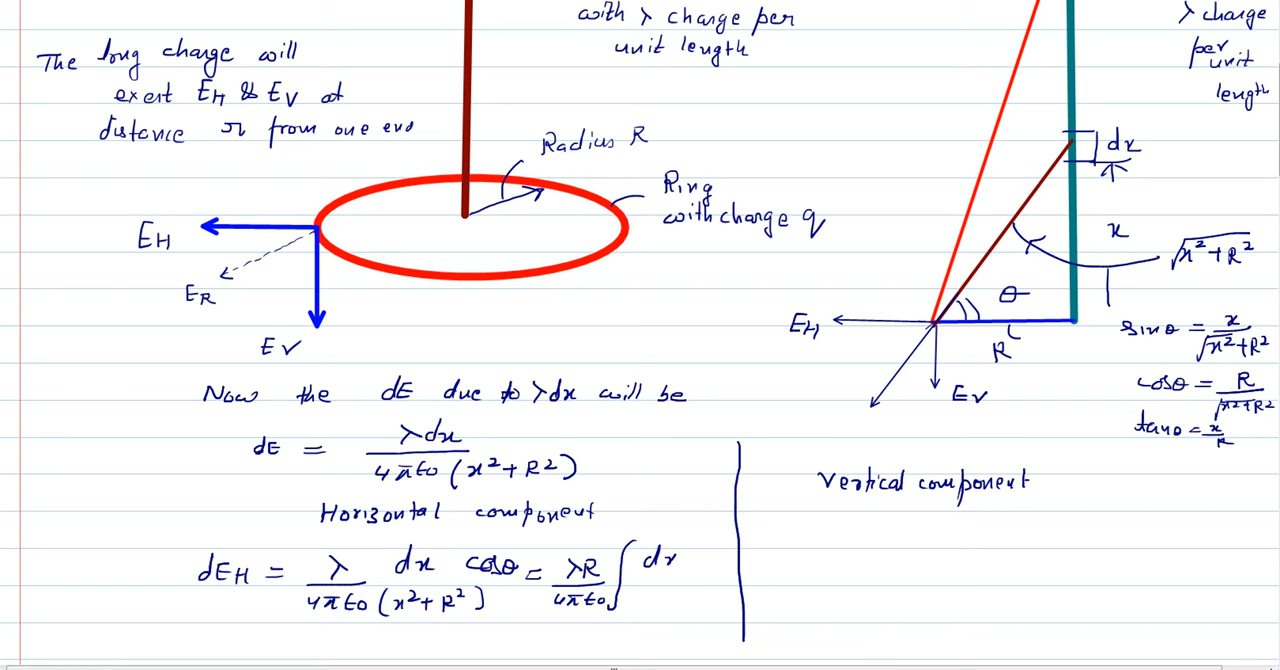 with λ charge per
unit length
λ charge
per
unit
length
The long charge will
exert EH & EV at
distance r from one end
Radius R
Ring
with charge q
EH
ER
EV
dx
x
√x²+R²
θ
R
EH
EV
sinθ = x/√x²+R²
cosθ = R/√x²+R²
tanθ = x/R
Now the dE due to λdx will be
dE = λdx/4πε0(x²+R²)
Horizontal component
dEH = λ/4πε0 dx/(x²+R²) cosθ = λR/4πε0 ∫ dx
Vertical component